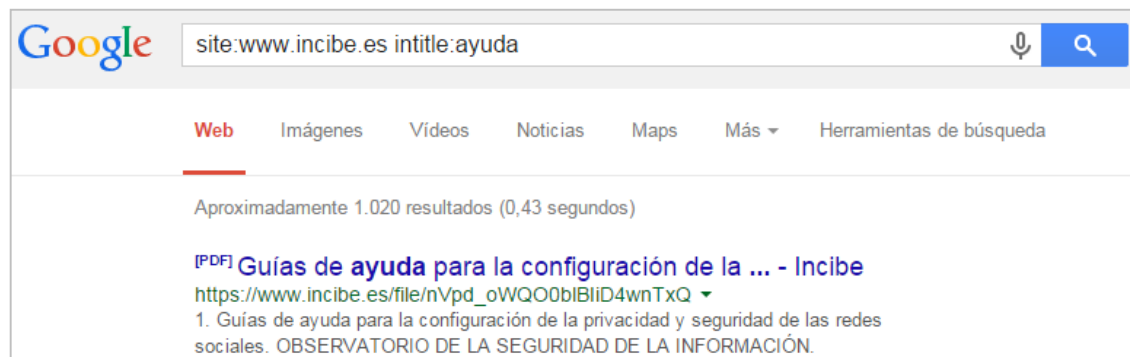 Google site:www.incibe.es intitle:ayuda
Web Imágenes Vídeos Noticias Maps Más Herramientas de búsqueda
Aproximadamente 1.020 resultados (0,43 segundos)
[PDF] Guías de ayuda para la configuración de la ... - Incibe
https://www.incibe.es/file/nVpd_oWQO0blBIiD4wnTxQ
1. Guías de ayuda para la configuración de la privacidad y seguridad de las redes
sociales. OBSERVATORIO DE LA SEGURIDAD DE LA INFORMACIÓN.